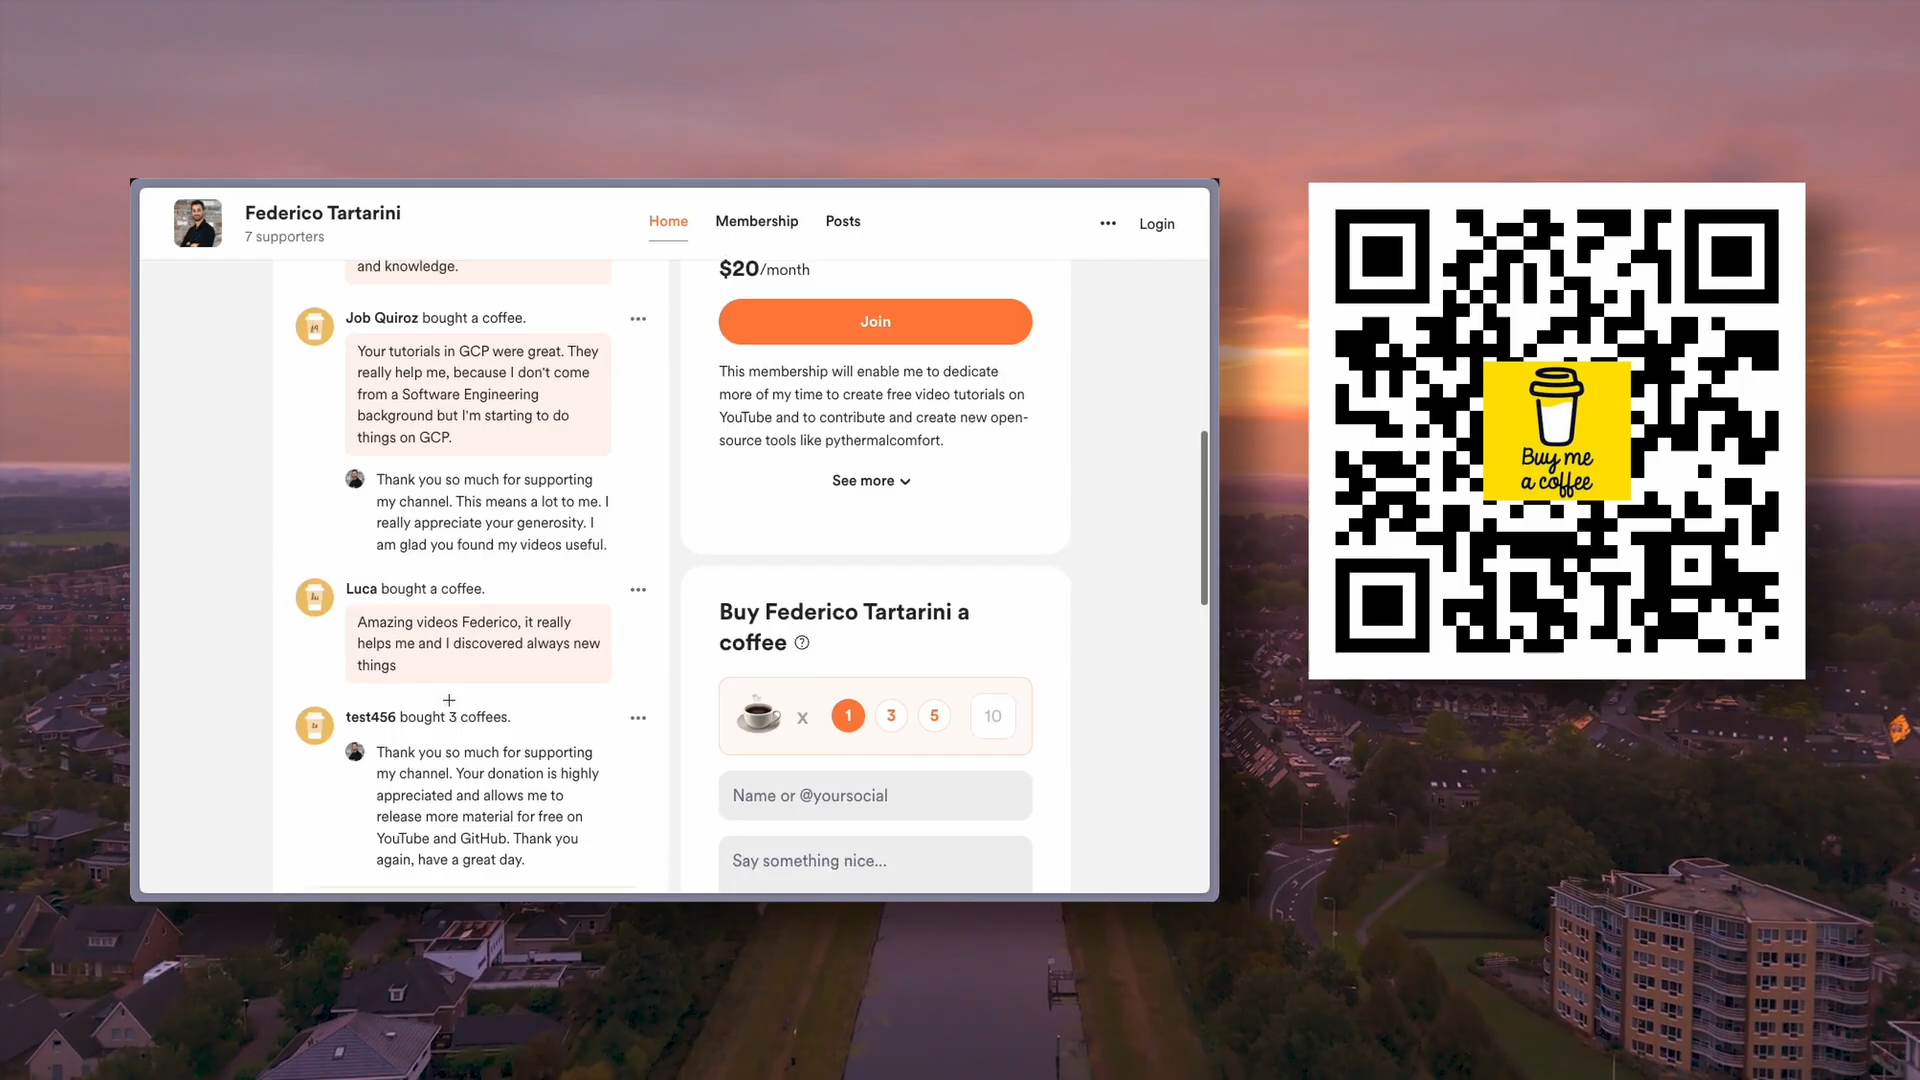 Federico Tartarini
7 supporters
Home
Membership
Posts
Login
and knowledge.
Job Quiroz bought a coffee.
Your tutorials in GCP were great. They
really help me, because I don't come
from a Software Engineering
background but I'm starting to do
things on GCP.
Thank you so much for supporting
my channel. This means a lot to me. I
really appreciate your generosity. I
am glad you found my videos useful.
Luca bought a coffee.
Amazing videos Federico, it really
helps me and I discovered always new
things
test456 bought 3 coffees.
Thank you so much for supporting
my channel. Your donation is highly
appreciated and allows me to
release more material for free on
YouTube and GitHub. Thank you
again, have a great day.
$20/month
Join
This membership will enable me to dedicate
more of my time to create free video tutorials on
YouTube and to contribute and create new open-
source tools like pythermalcomfort.
See more
Buy Federico Tartarini a
coffee ?
x 1 3 5 10
Name or @yoursocial
Say something nice...
Buy me
a coffee